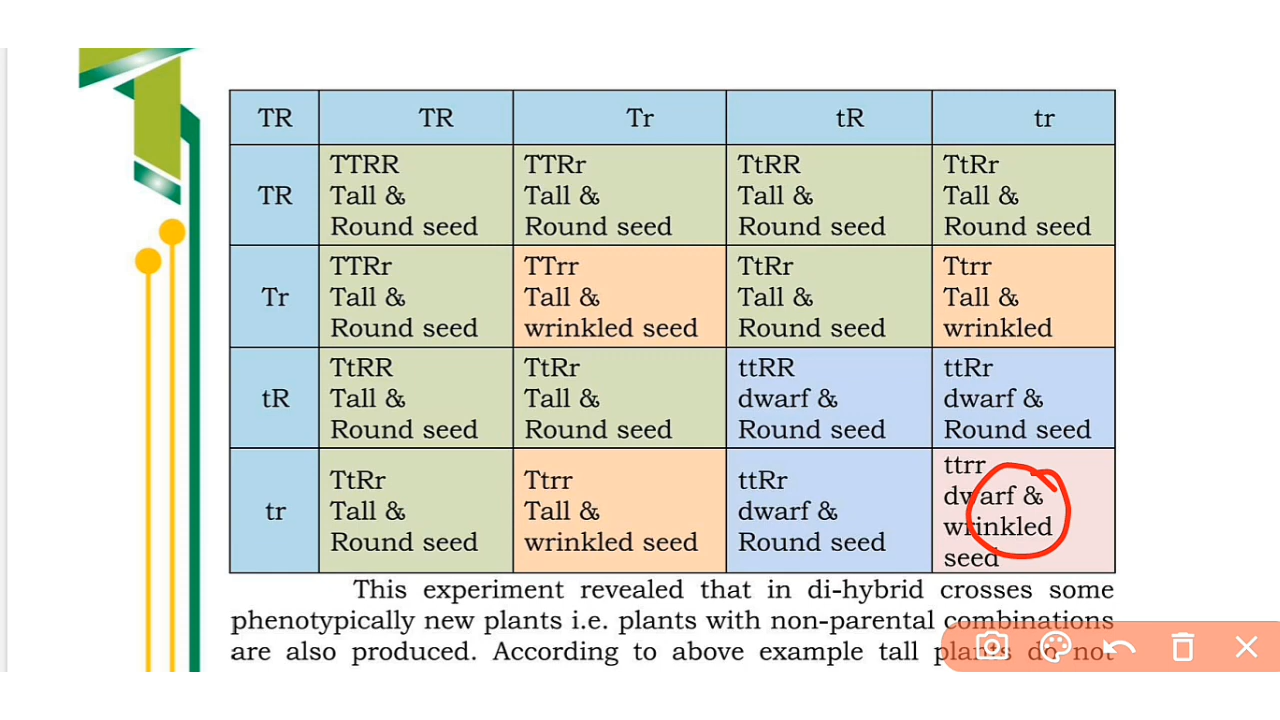 TR TR Tr tR tr
TR TTRR Tall & Round seed TTRr Tall & Round seed TtRR Tall & Round seed TtRr Tall & Round seed
Tr TTRr Tall & Round seed TTrr Tall & wrinkled seed TtRr Tall & Round seed Ttrr Tall & wrinkled
tR TtRR Tall & Round seed TtRr Tall & Round seed ttRR dwarf & Round seed ttRr dwarf & Round seed
tr TtRr Tall & Round seed Ttrr Tall & wrinkled seed ttRr dwarf & Round seed ttrr dwarf & wrinkled seed
This experiment revealed that in di-hybrid crosses some
phenotypically new plants i.e. plants with non-parental combinations
are also produced. According to above example tall plants do not